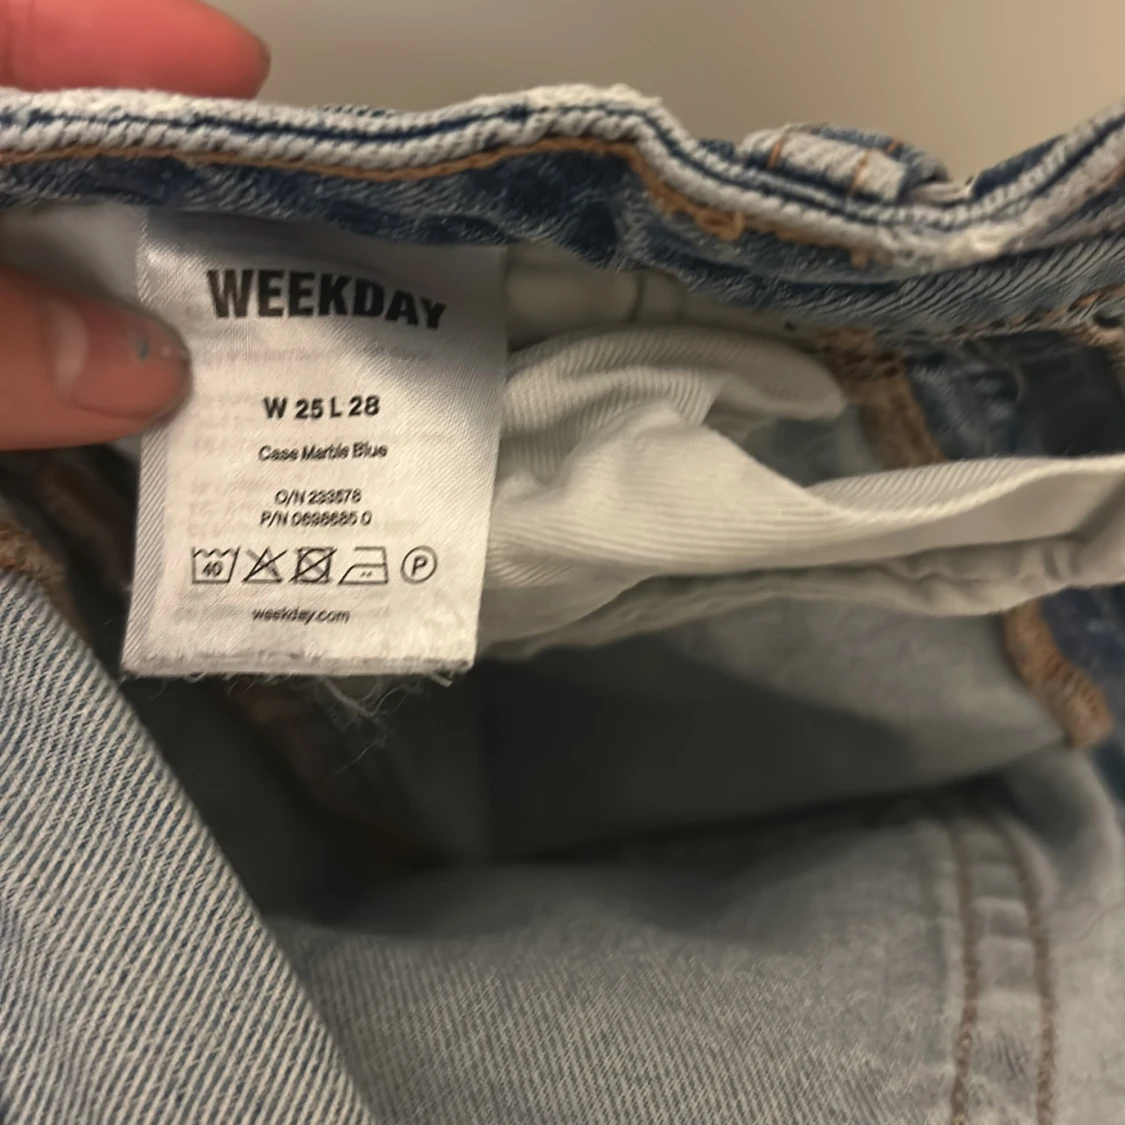 WEEKDAY
W 25 L 28
Case Marble Blue
O/N 233578
P/N 0698685 0
40
P
weekday.com